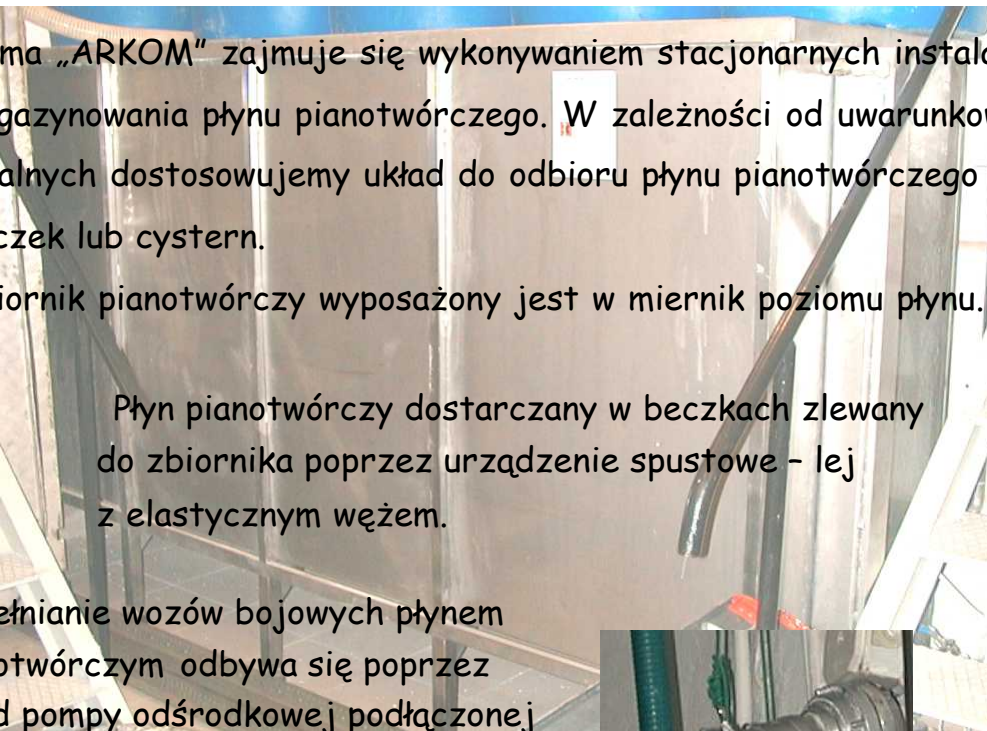 ma „ARKOM” zajmuje się wykonywaniem stacjonarnych instala
gazynowania płynu pianotwórczego. W zależności od uwarunkow
alnych dostosowujemy układ do odbioru płynu pianotwórczego
czek lub cystern.
iornik pianotwórczy wyposażony jest w miernik poziomu płynu.
Płyn pianotwórczy dostarczany w beczkach zlewany
do zbiornika poprzez urządzenie spustowe – lej
z elastycznym wężem.
ełnianie wozów bojowych płynem
otwórczym odbywa się poprzez
d pompy odśrodkowej podłączonej